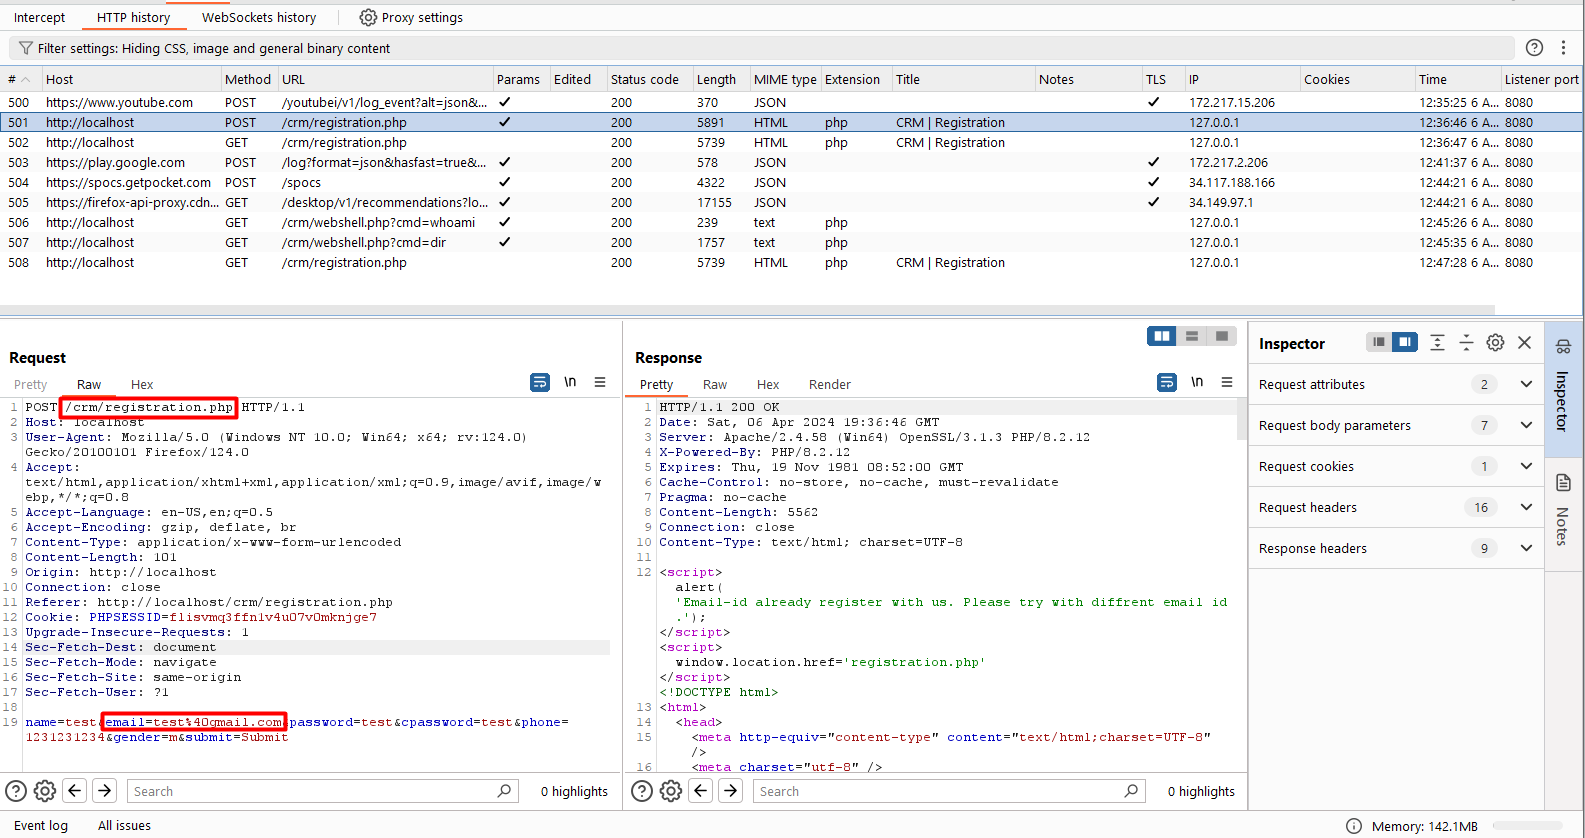 Intercept HTTP history WebSockets history Proxy settings
Filter settings: Hiding CSS, image and general binary content
# Host Method URL Params Edited Status code Length MIME type Extension Title Notes TLS IP Cookies Time Listener port
500 https://www.youtube.com POST /youtubei/v1/log_event?alt=json&... ✓ 200 370 JSON ✓ 172.217.15.206 12:35:25 6 A... 8080
501 http://localhost POST /crm/registration.php ✓ 200 5891 HTML php CRM | Registration 127.0.0.1 12:36:46 6 A... 8080
502 http://localhost GET /crm/registration.php 200 5739 HTML php CRM | Registration 127.0.0.1 12:36:47 6 A... 8080
503 https://play.google.com POST /log?format=json&hasfast=true&... ✓ 200 578 JSON ✓ 172.217.2.206 12:41:37 6 A... 8080
504 https://spocs.getpocket.com POST /spocs ✓ 200 4322 JSON ✓ 34.117.188.166 12:44:21 6 A... 8080
505 https://firefox-api-proxy.cdn... GET /desktop/v1/recommendations?lo... ✓ 200 17155 JSON ✓ 34.149.97.1 12:44:21 6 A... 8080
506 http://localhost GET /crm/webshell.php?cmd=whoami ✓ 200 239 text php 127.0.0.1 12:45:26 6 A... 8080
507 http://localhost GET /crm/webshell.php?cmd=dir ✓ 200 1757 text php 127.0.0.1 12:45:35 6 A... 8080
508 http://localhost GET /crm/registration.php 200 5739 HTML php CRM | Registration 127.0.0.1 12:47:28 6 A... 8080
Request
Pretty Raw Hex \n
1 POST /crm/registration.php HTTP/1.1
2 Host: localhost
3 User-Agent: Mozilla/5.0 (Windows NT 10.0; Win64; x64; rv:124.0)
Gecko/20100101 Firefox/124.0
4 Accept:
text/html,application/xhtml+xml,application/xml;q=0.9,image/avif,image/w
ebp,*/*;q=0.8
5 Accept-Language: en-US,en;q=0.5
6 Accept-Encoding: gzip, deflate, br
7 Content-Type: application/x-www-form-urlencoded
8 Content-Length: 101
9 Origin: http://localhost
10 Connection: close
11 Referer: http://localhost/crm/registration.php
12 Cookie: PHPSESSID=flisvmq3ffn1v4u07v0mknjge7
13 Upgrade-Insecure-Requests: 1
14 Sec-Fetch-Dest: document
15 Sec-Fetch-Mode: navigate
16 Sec-Fetch-Site: same-origin
17 Sec-Fetch-User: ?1
18
19 name=test&email=test%40gmail.com&password=test&cpassword=test&phone=
1231231234&gender=m&submit=Submit
Search 0 highlights
Response
Pretty Raw Hex Render \n
1 HTTP/1.1 200 OK
2 Date: Sat, 06 Apr 2024 19:36:46 GMT
3 Server: Apache/2.4.58 (Win64) OpenSSL/3.1.3 PHP/8.2.12
4 X-Powered-By: PHP/8.2.12
5 Expires: Thu, 19 Nov 1981 08:52:00 GMT
6 Cache-Control: no-store, no-cache, must-revalidate
7 Pragma: no-cache
8 Content-Length: 5562
9 Connection: close
10 Content-Type: text/html; charset=UTF-8
11
12 <script>
alert(
'Email-id already register with us. Please try with diffrent email id
.');
</script>
<script>
window.location.href='registration.php'
</script>
<!DOCTYPE html>
13 <html>
14 <head>
15 <meta http-equiv="content-type" content="text/html;charset=UTF-8"
/>
16 <meta charset="utf-8" />
Search 0 highlights
Inspector
Request attributes 2
Request body parameters 7
Request cookies 1
Request headers 16
Response headers 9
Inspector
Notes
Event log All issues Memory: 142.1MB